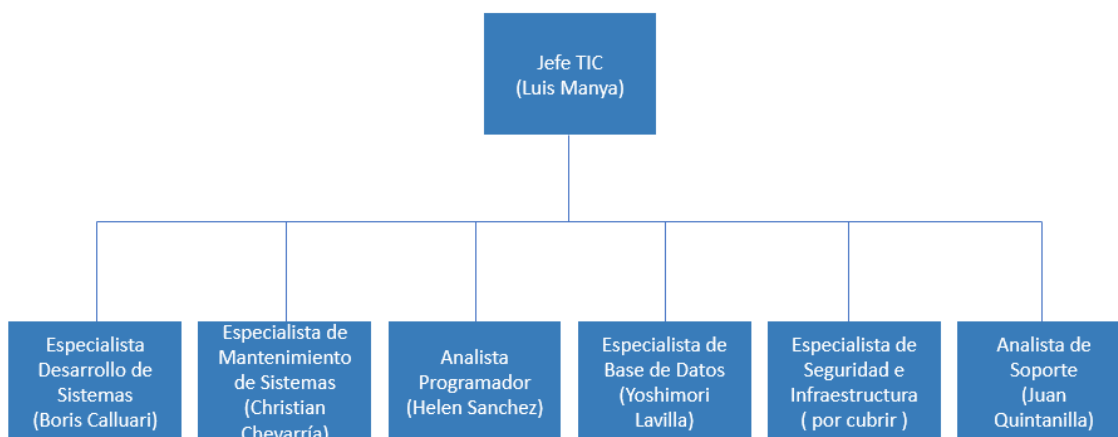 Jefe TIC
(Luis Manya)
Especialista
Desarrollo de
Sistemas
(Boris Calluari)
Especialista de
Mantenimiento
de Sistemas
(Christian
Chevarría)
Analista
Programador
(Helen Sanchez)
Especialista de
Base de Datos
(Yoshimori
Lavilla)
Especialista de
Seguridad e
Infraestructura
( por cubrir )
Analista de
Soporte
(Juan
Quintanilla)